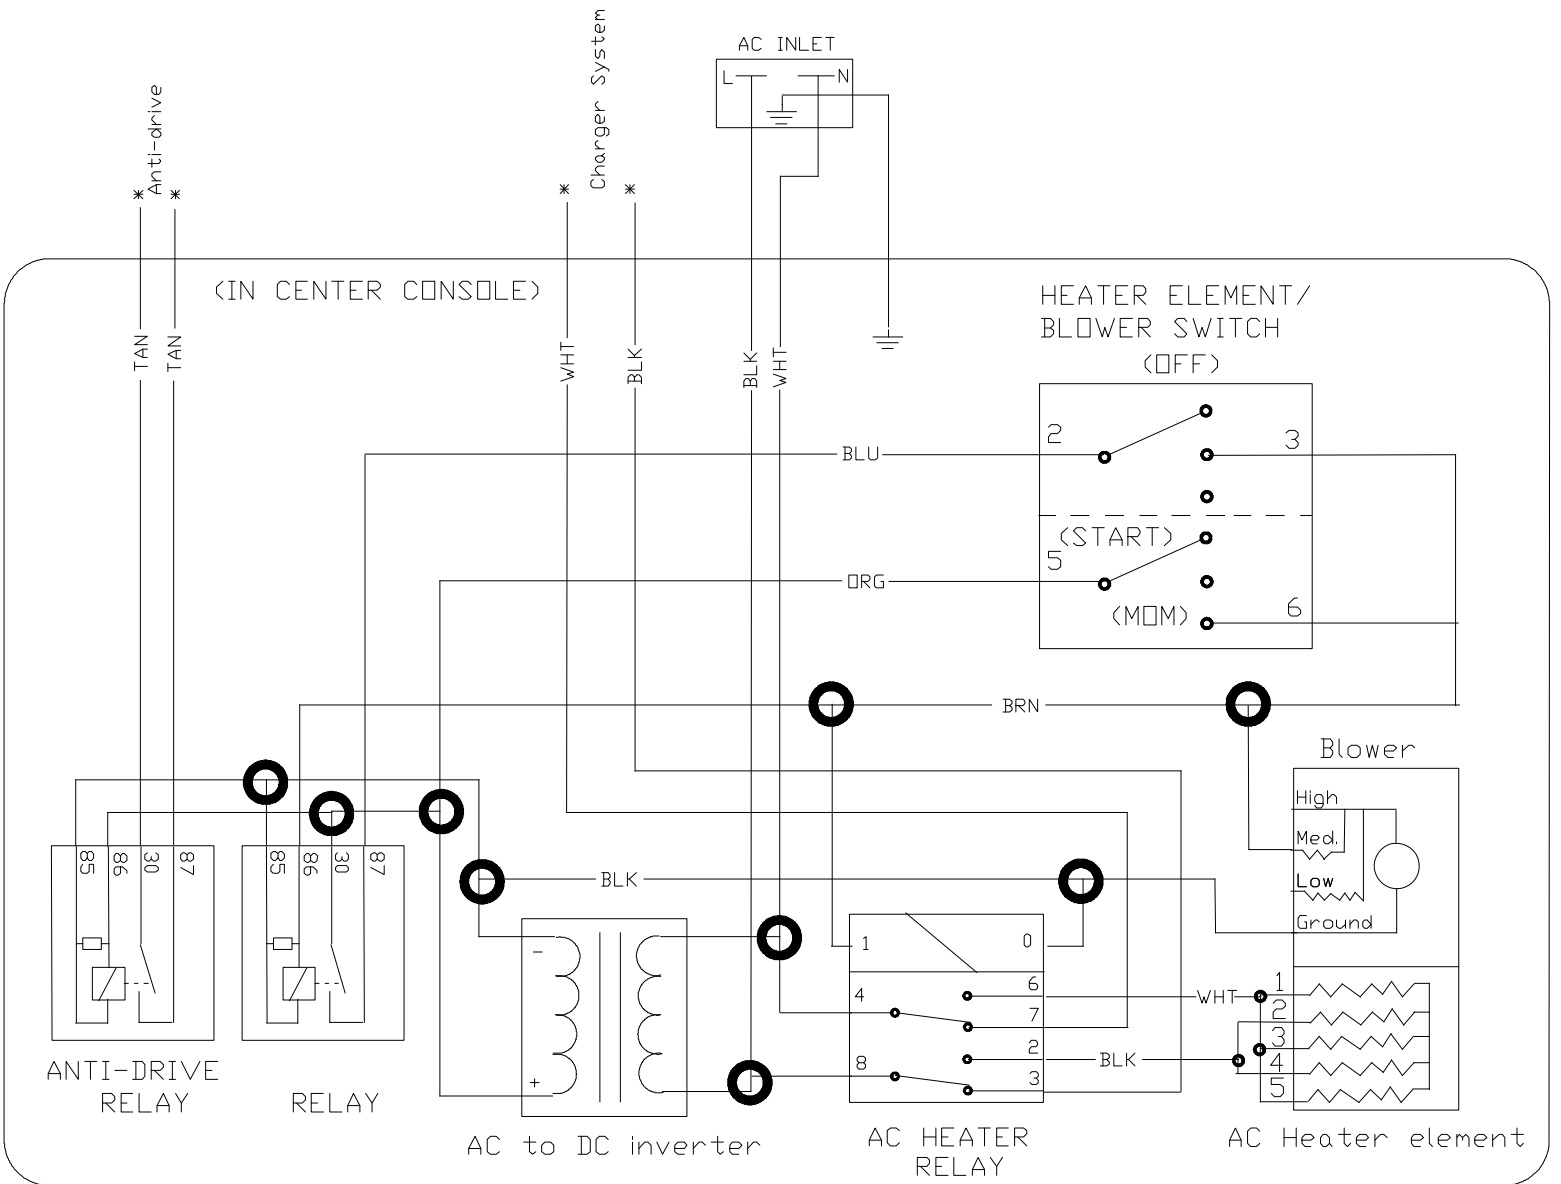 AC INLET
L
N
Anti-drive
*
*
Charger System
*
*
(IN CENTER CONSOLE)
HEATER ELEMENT/
BLOWER SWITCH
(OFF)
TAN
TAN
WHT
BLK
BLK
WHT
2
3
BLU
(START)
5
ORG
(MOM)
6
BRN
Blower
High
Med.
Low
Ground
85
86
30
87
85
86
30
87
BLK
-
+
1
0
4
6
7
8
2
3
WHT
BLK
1
2
3
4
5
ANTI-DRIVE
RELAY
RELAY
AC to DC inverter
AC HEATER
RELAY
AC Heater element